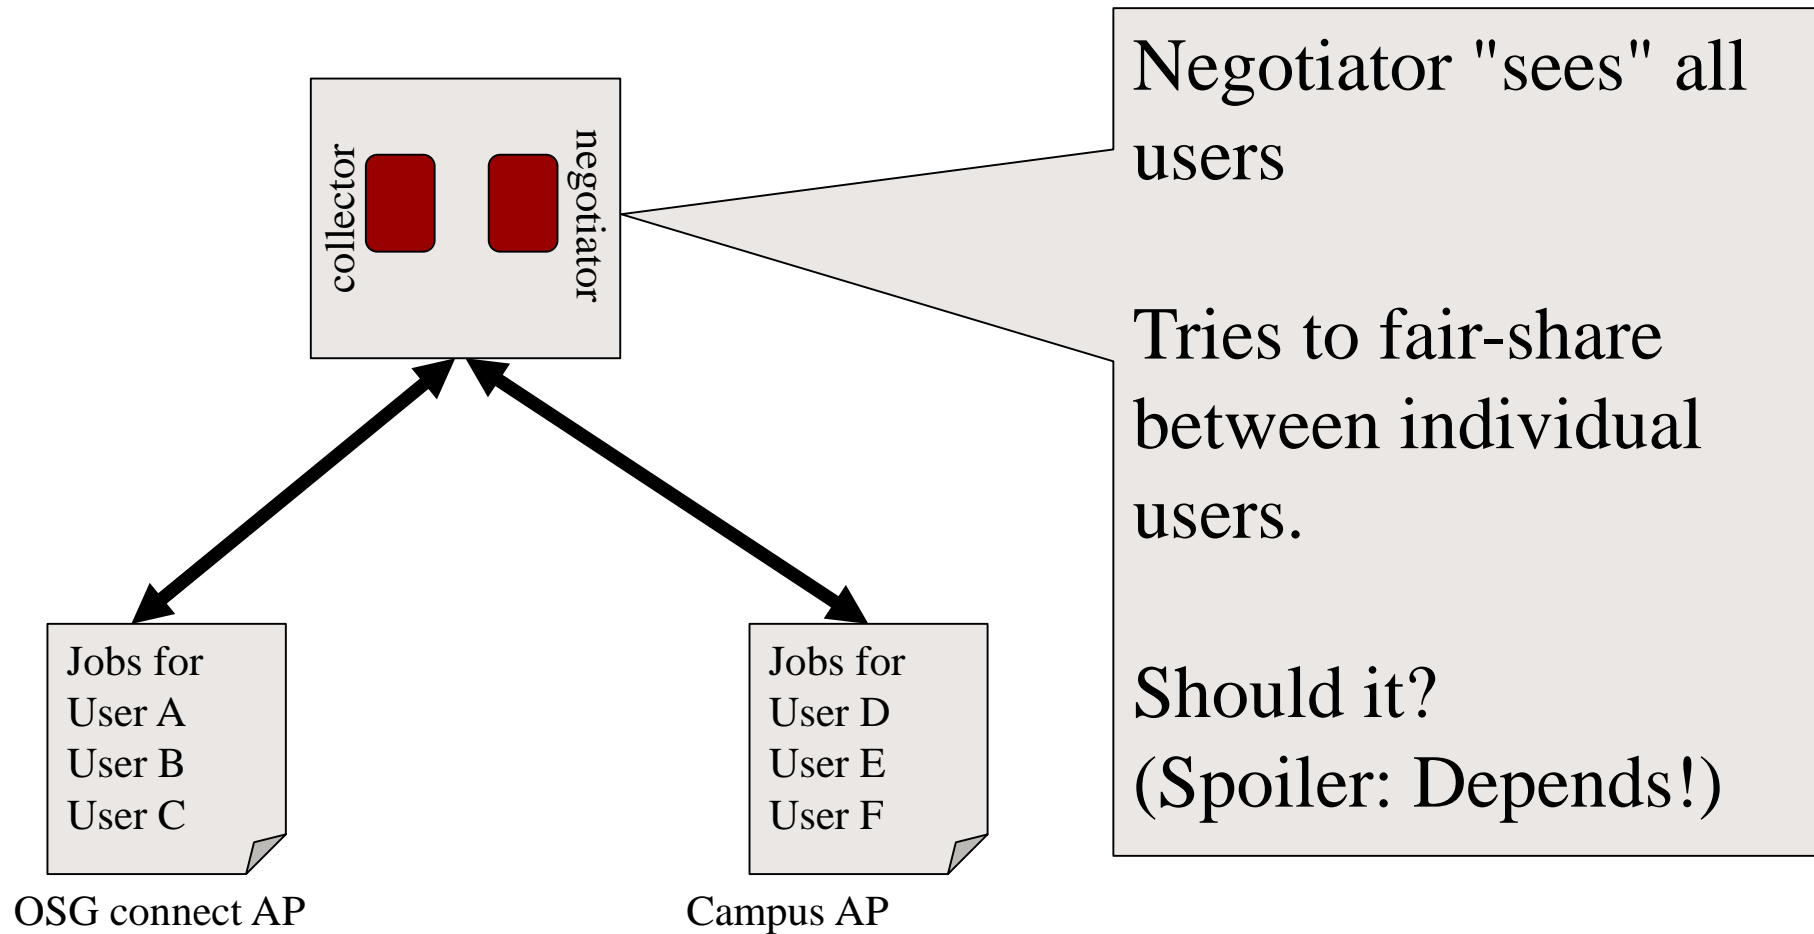 collector
negotiator
Negotiator "sees" all
users
Tries to fair-share
between individual
users.
Should it?
(Spoiler: Depends!)
Jobs for
User A
User B
User C
OSG connect AP
Jobs for
User D
User E
User F
Campus AP